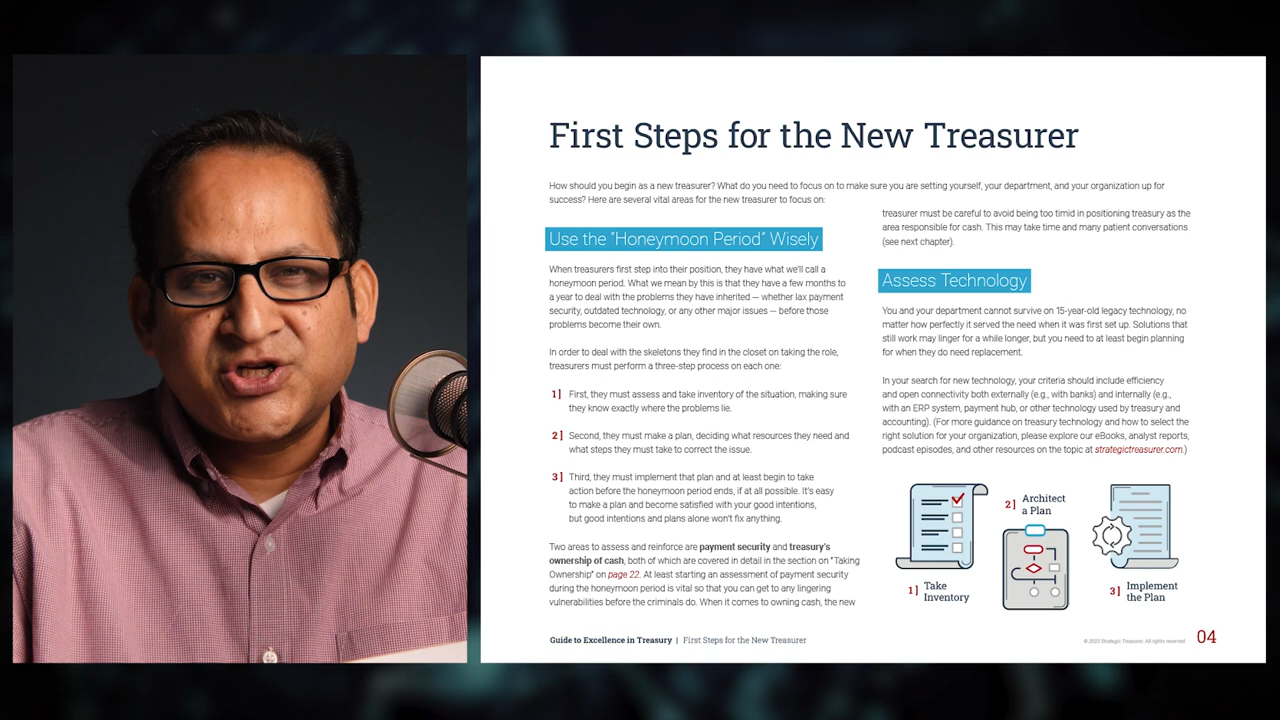 First Steps for the New Treasurer
How should you begin as a new treasurer? What do you need to focus on to make sure you are setting yourself, your department, and your organization up for
success? Here are several vital areas for the new treasurer to focus on:
Use the "Honeymoon Period" Wisely
When treasurers first step into their position, they have what we'll call a
honeymoon period. What we mean by this is that they have a few months to
a year to deal with the problems they have inherited — whether lax payment
security, outdated technology, or any other major issues — before those
problems become their own.
In order to deal with the skeletons they find in the closet on taking the role,
treasurers must perform a three-step process on each one:
1] First, they must assess and take inventory of the situation, making sure
they know exactly where the problems lie.
2] Second, they must make a plan, deciding what resources they need and
what steps they must take to correct the issue.
3] Third, they must implement that plan and at least begin to take
action before the honeymoon period ends, if at all possible. It's easy
to make a plan and become satisfied with your good intentions,
but good intentions and plans alone won't fix anything.
Two areas to assess and reinforce are payment security and treasury's
ownership of cash, both of which are covered in detail in the section on "Taking
Ownership" on page 22. At least starting an assessment of payment security
during the honeymoon period is vital so that you can get to any lingering
vulnerabilities before the criminals do. When it comes to owning cash, the new
treasurer must be careful to avoid being too timid in positioning treasury as the
area responsible for cash. This may take time and many patient conversations
(see next chapter).
Assess Technology
You and your department cannot survive on 15-year-old legacy technology, no
matter how perfectly it served the need when it was first set up. Solutions that
still work may linger for a while longer, but you need to at least begin planning
for when they do need replacement.
In your search for new technology, your criteria should include efficiency
and open connectivity both externally (e.g., with banks) and internally (e.g.,
with an ERP system, payment hub, or other technology used by treasury and
accounting). (For more guidance on treasury technology and how to select the
right solution for your organization, please explore our eBooks, analyst reports,
podcast episodes, and other resources on the topic at strategictreasurer.com.)
1] Take
Inventory
2] Architect
a Plan
3] Implement
the Plan
Guide to Excellence in Treasury | First Steps for the New Treasurer
© 2025 Strategic Treasurer. All rights reserved. 04